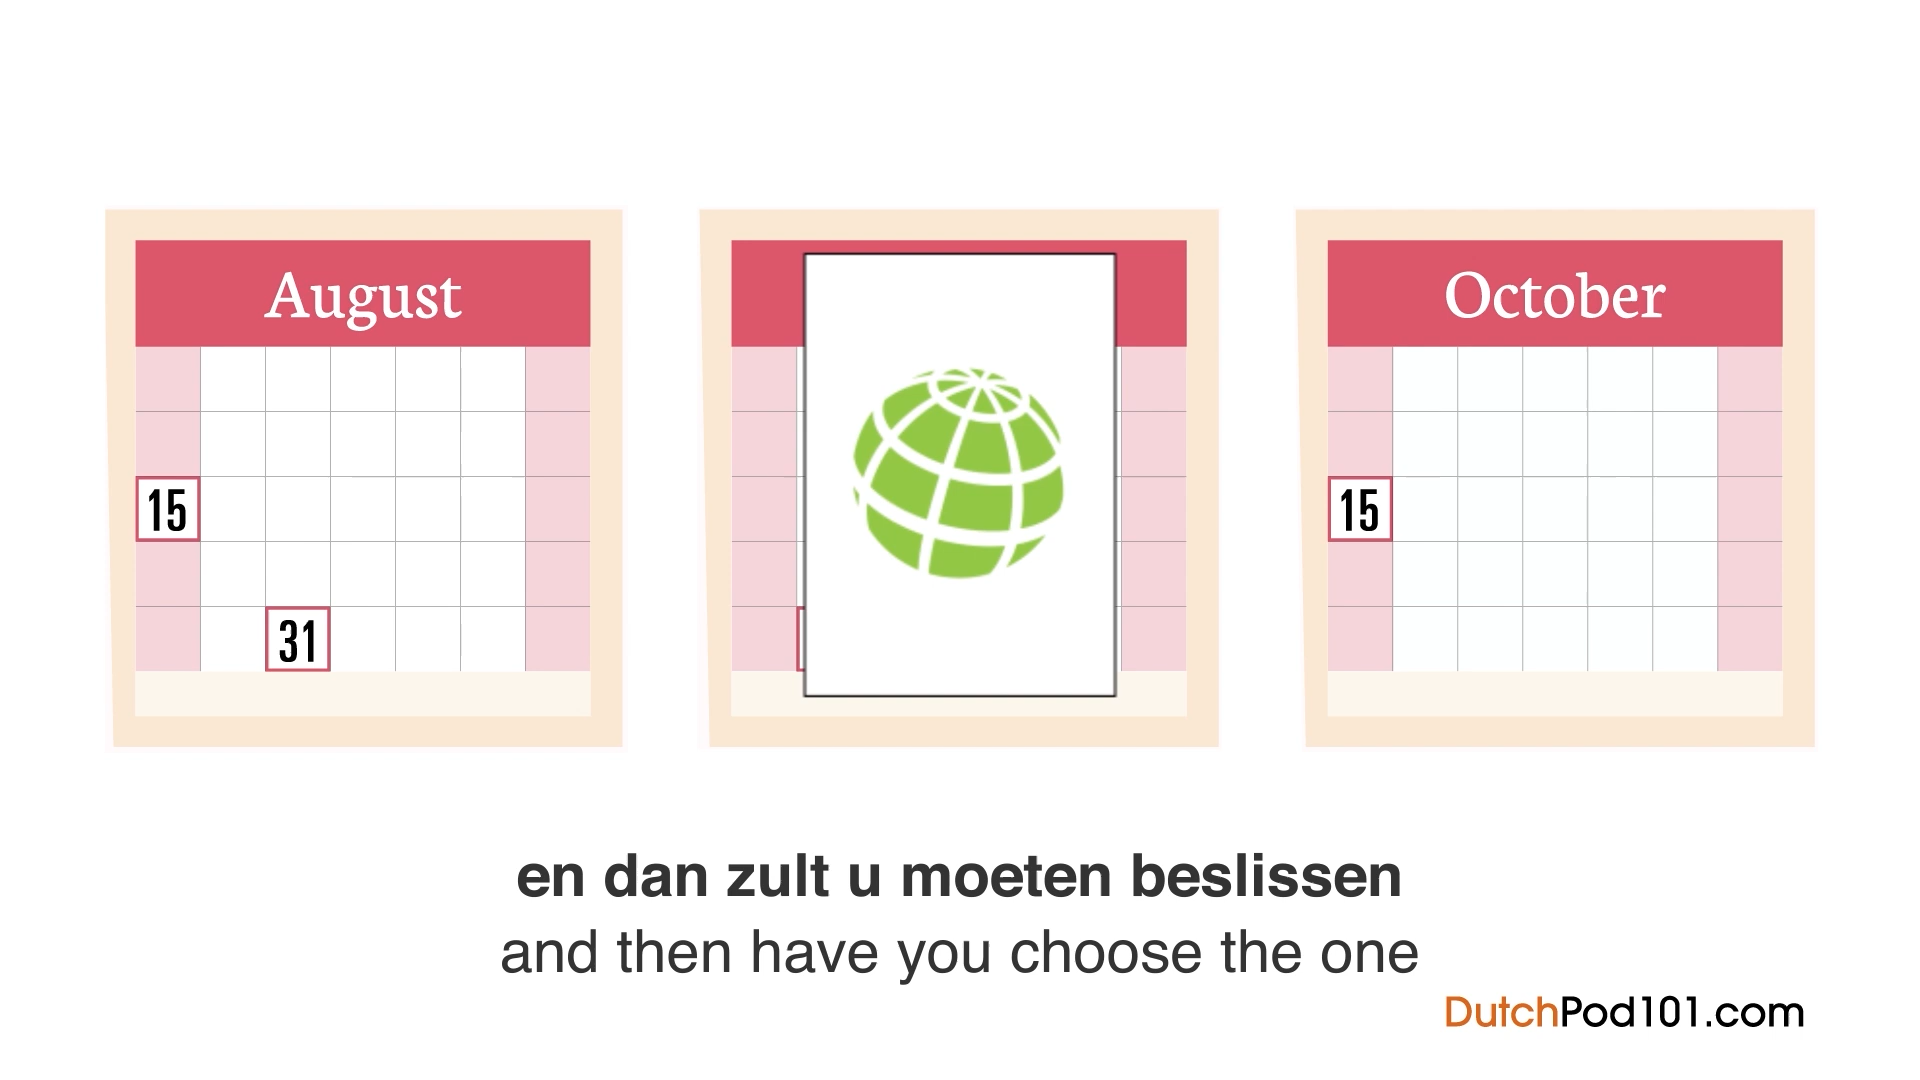 August
October
15
15
31
en dan zult u moeten beslissen
and then have you choose the one
DutchPod101.com